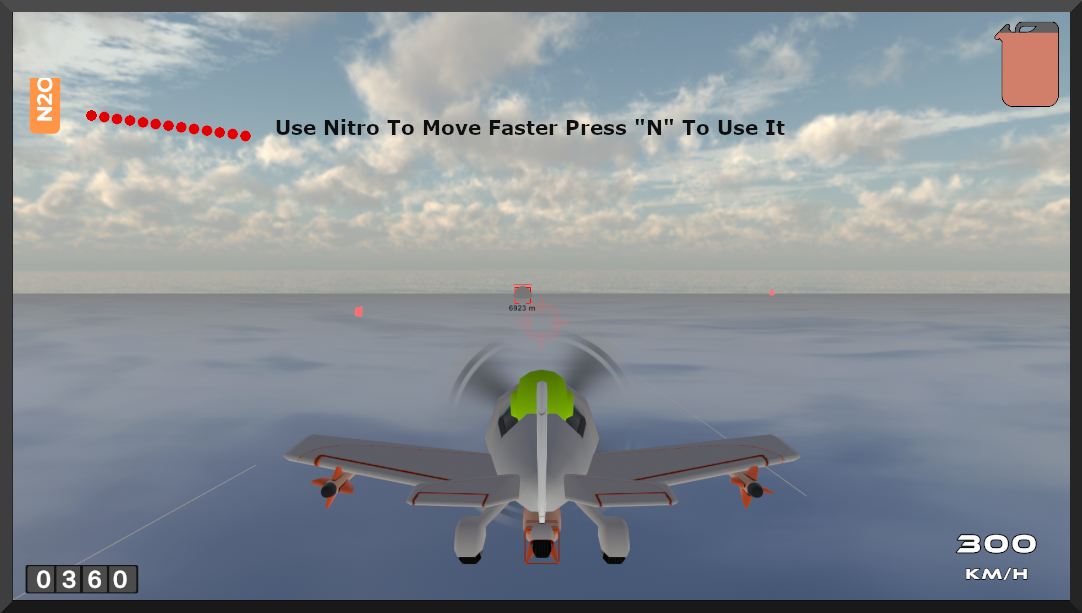 N2O
Use Nitro To Move Faster Press "N" To Use It
6923 m
300
KM/H
0360